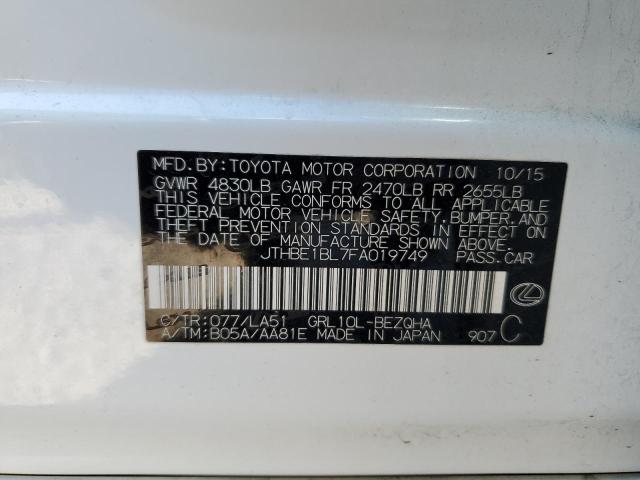 MFD. BY: TOYOTA MOTOR CORPORATION 10/15
GVWR 4830LB GAWR FR 2470LB RR 2655LB
THIS VEHICLE CONFORMS TO ALL APPLICABLE
FEDERAL MOTOR VEHICLE SAFETY, BUMPER, AND
THEFT PREVENTION STANDARDS IN EFFECT ON
THE DATE OF MANUFACTURE SHOWN ABOVE.
JTHBE1BL7FA019749 PASS. CAR
C/TR: 077/LA51 GRL10L-BEZQHA
A/TM: B05A/AA81E MADE IN JAPAN 907 C